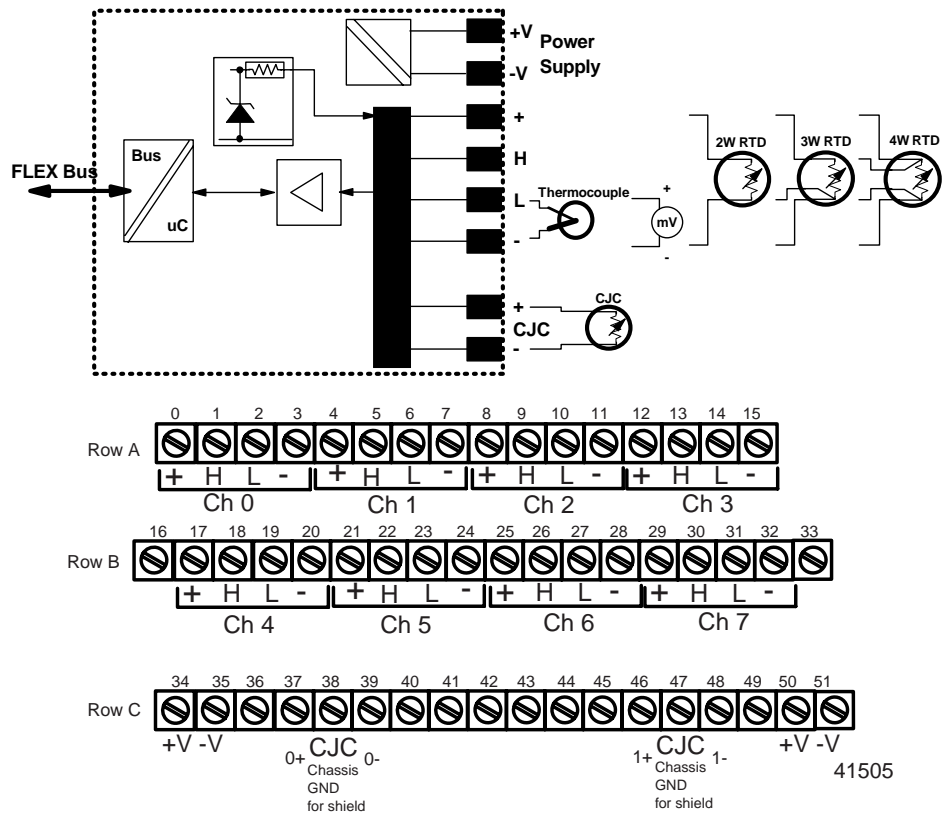 +V Power
-V Supply
+
H
L
-
+
CJC
-
FLEX Bus
Bus
uC
Thermocouple
+
mV
-
2W RTD
3W RTD
4W RTD
CJC
0 1 2 3 4 5 6 7 8 9 10 11 12 13 14 15
Row A
+ H L - + H L - + H L - + H L -
Ch 0 Ch 1 Ch 2 Ch 3
16 17 18 19 20 21 22 23 24 25 26 27 28 29 30 31 32 33
Row B
+ H L - + H L - + H L - + H L -
Ch 4 Ch 5 Ch 6 Ch 7
34 35 36 37 38 39 40 41 42 43 44 45 46 47 48 49 50 51
Row C
+V -V 0+ CJC 0- 1+ CJC 1- +V -V
Chassis Chassis
GND GND
for shield for shield
41505